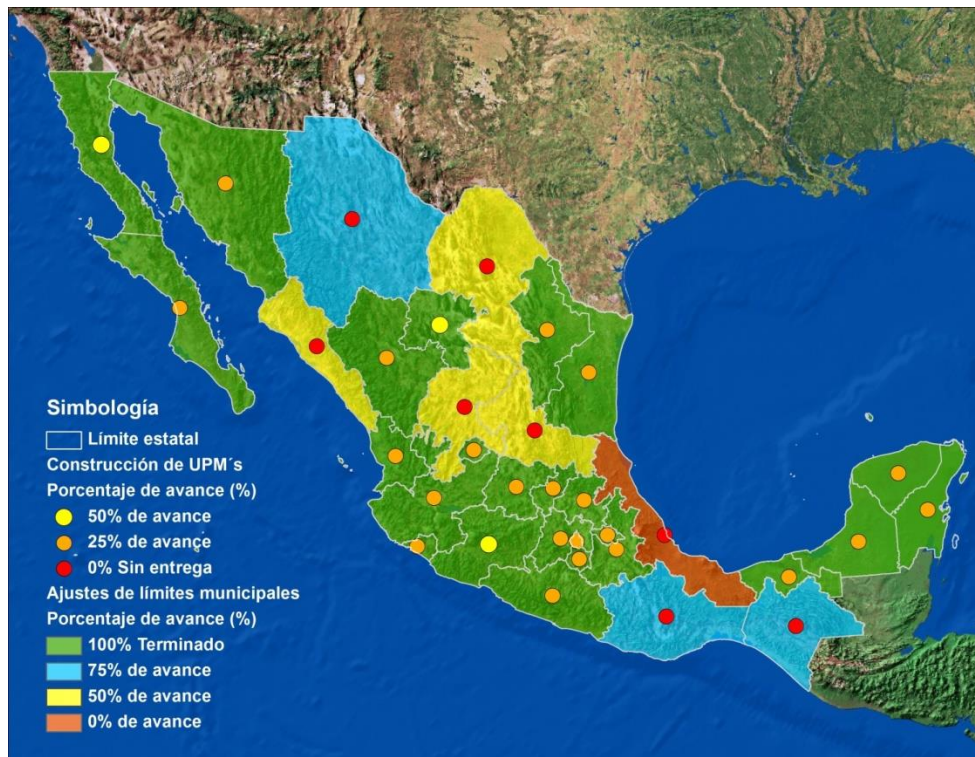 Simbología
Límite estatal
Construcción de UPM´s
Porcentaje de avance (%)
50% de avance
25% de avance
0% Sin entrega
Ajustes de límites municipales
Porcentaje de avance (%)
100% Terminado
75% de avance
50% de avance
0% de avance